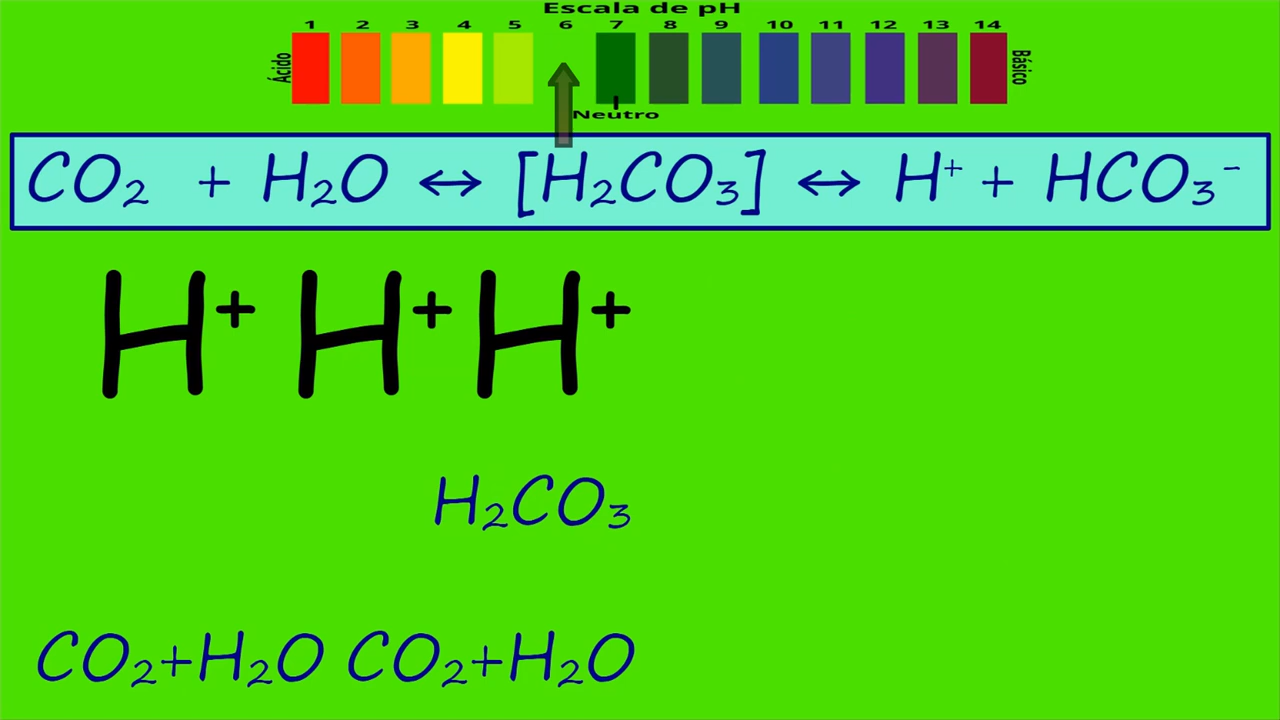 Escala de pH
1 2 3 4 5 6 7 8 9 10 11 12 13 14
Ácido
Básico
Neutro
CO₂ + H₂O ↔ [H₂CO₃] ↔ H⁺ + HCO₃⁻
H⁺ H⁺ H⁺
H₂CO₃
CO₂+H₂O CO₂+H₂O